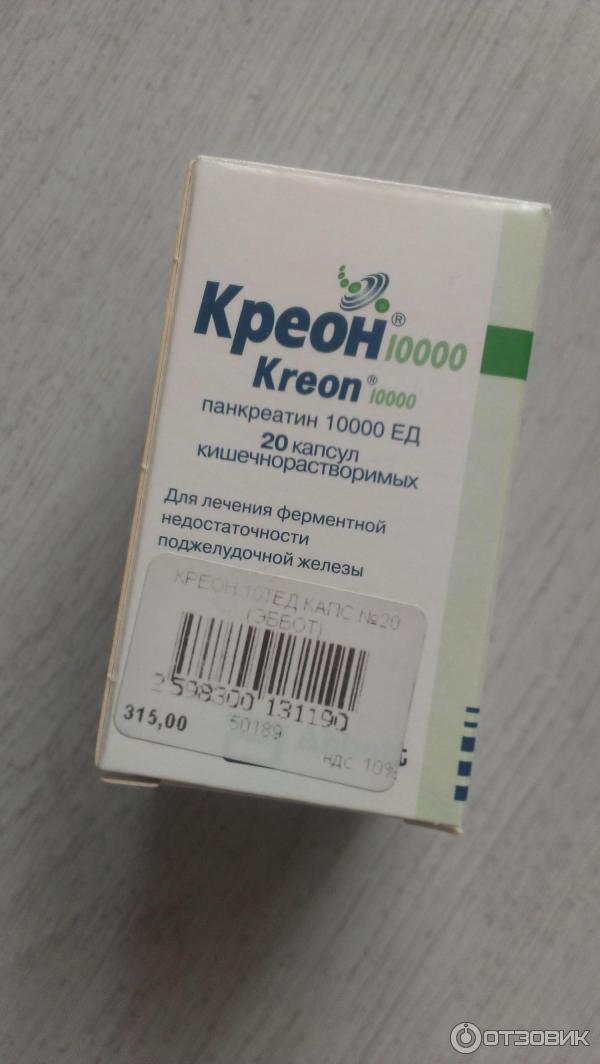 Креон® 10000
Kreon® 10000
панкреатин 10000 ЕД
20 капсул
кишечнорастворимых
Для лечения ферментной
недостаточности
поджелудочной железы
КРЕОН 10ТЕД КАПС №20
(ЭББОТ)
2 598300 131190
315,00 50189
НДС 10%
ОТЗОВИК